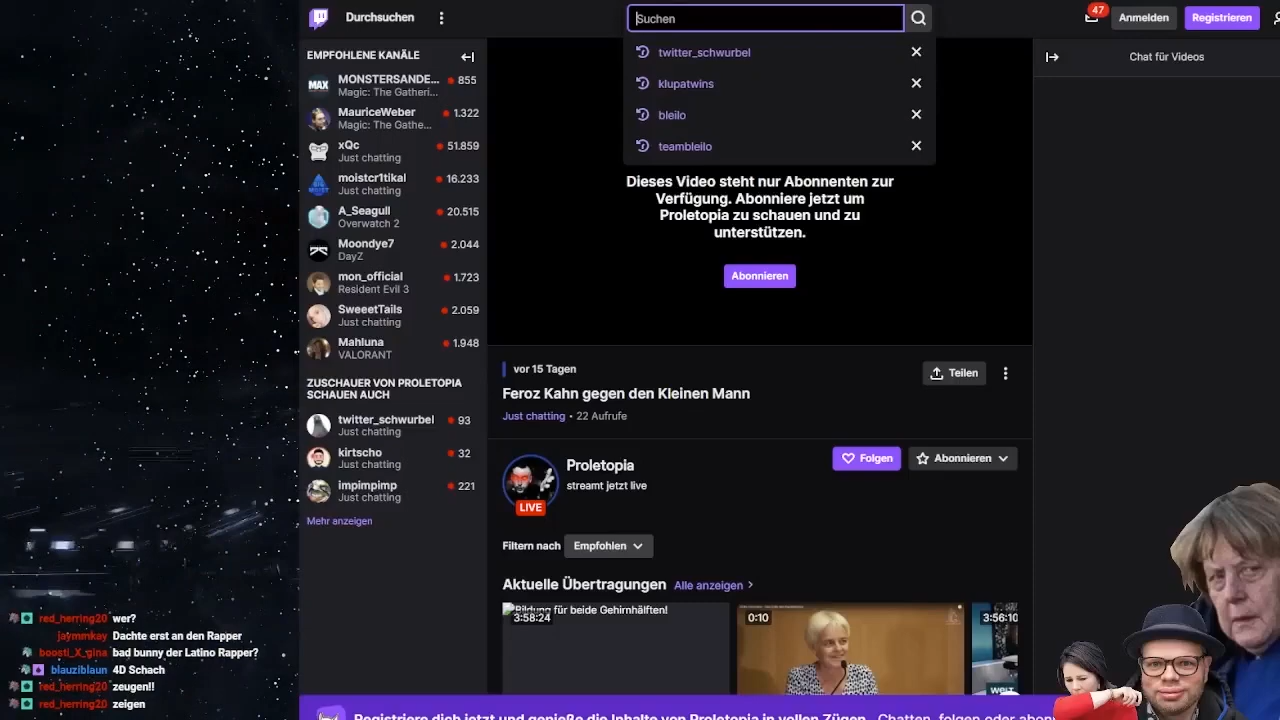 Durchsuchen
Suchen
47
Anmelden
Registrieren
EMPFOHLENE KANÄLE
MONSTERSANDE... 855
Magic: The Gatheri...
MauriceWeber 1.322
Magic: The Gathe...
xQc 51.859
Just chatting
moistcr1tikal 16.233
Just chatting
A_Seagull 20.515
Overwatch 2
Moondye7 2.044
DayZ
mon_official 1.723
Resident Evil 3
SweeetTails 2.059
Just chatting
Mahluna 1.948
VALORANT
ZUSCHAUER VON PROLETOPIA
SCHAUEN AUCH
twitter_schwurbel 93
Just chatting
kirtscho 32
Just chatting
impimpimp 221
Just chatting
Mehr anzeigen
twitter_schwurbel
klupatwins
bleilo
teambleilo
Dieses Video steht nur Abonnenten zur
Verfügung. Abonniere jetzt um
Proletopia zu schauen und zu
unterstützen.
Abonnieren
vor 15 Tagen
Teilen
Feroz Kahn gegen den Kleinen Mann
Just chatting • 22 Aufrufe
Proletopia
streamt jetzt live
LIVE
Folgen
Abonnieren
Filtern nach Empfohlen
Aktuelle Übertragungen Alle anzeigen
Bildung für beide Gehirnhälften!
3:58:24
0:10
3:56:10
welt
Chat für Videos
MAX
red_herring20 wer?
jaymmkay Dachte erst an den Rapper
boosti_X_gina bad bunny der Latino Rapper?
blauziblaun 4D Schach
red_herring20 zeugen!!
red_herring20 zeigen
Registriere dich jetzt und genieße die Inhalte von Proletopia in vollen Zügen. Chatten, folgen oder abon